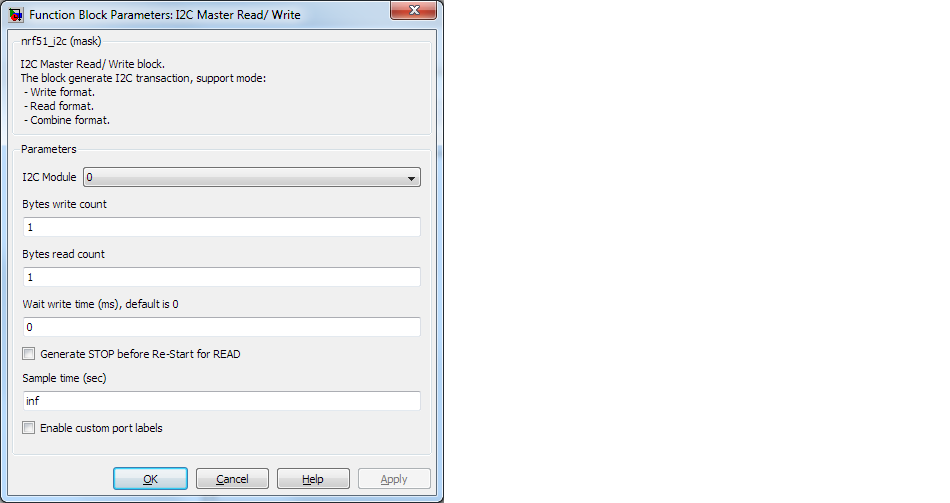 Function Block Parameters: I2C Master Read/ Write
nrf51_i2c (mask)
I2C Master Read/ Write block.
The block generate I2C transaction, support mode:
- Write format.
- Read format.
- Combine format.
Parameters
I2C Module 0
Bytes write count
1
Bytes read count
1
Wait write time (ms), default is 0
0
Generate STOP before Re-Start for READ
Sample time (sec)
inf
Enable custom port labels
OK Cancel Help Apply